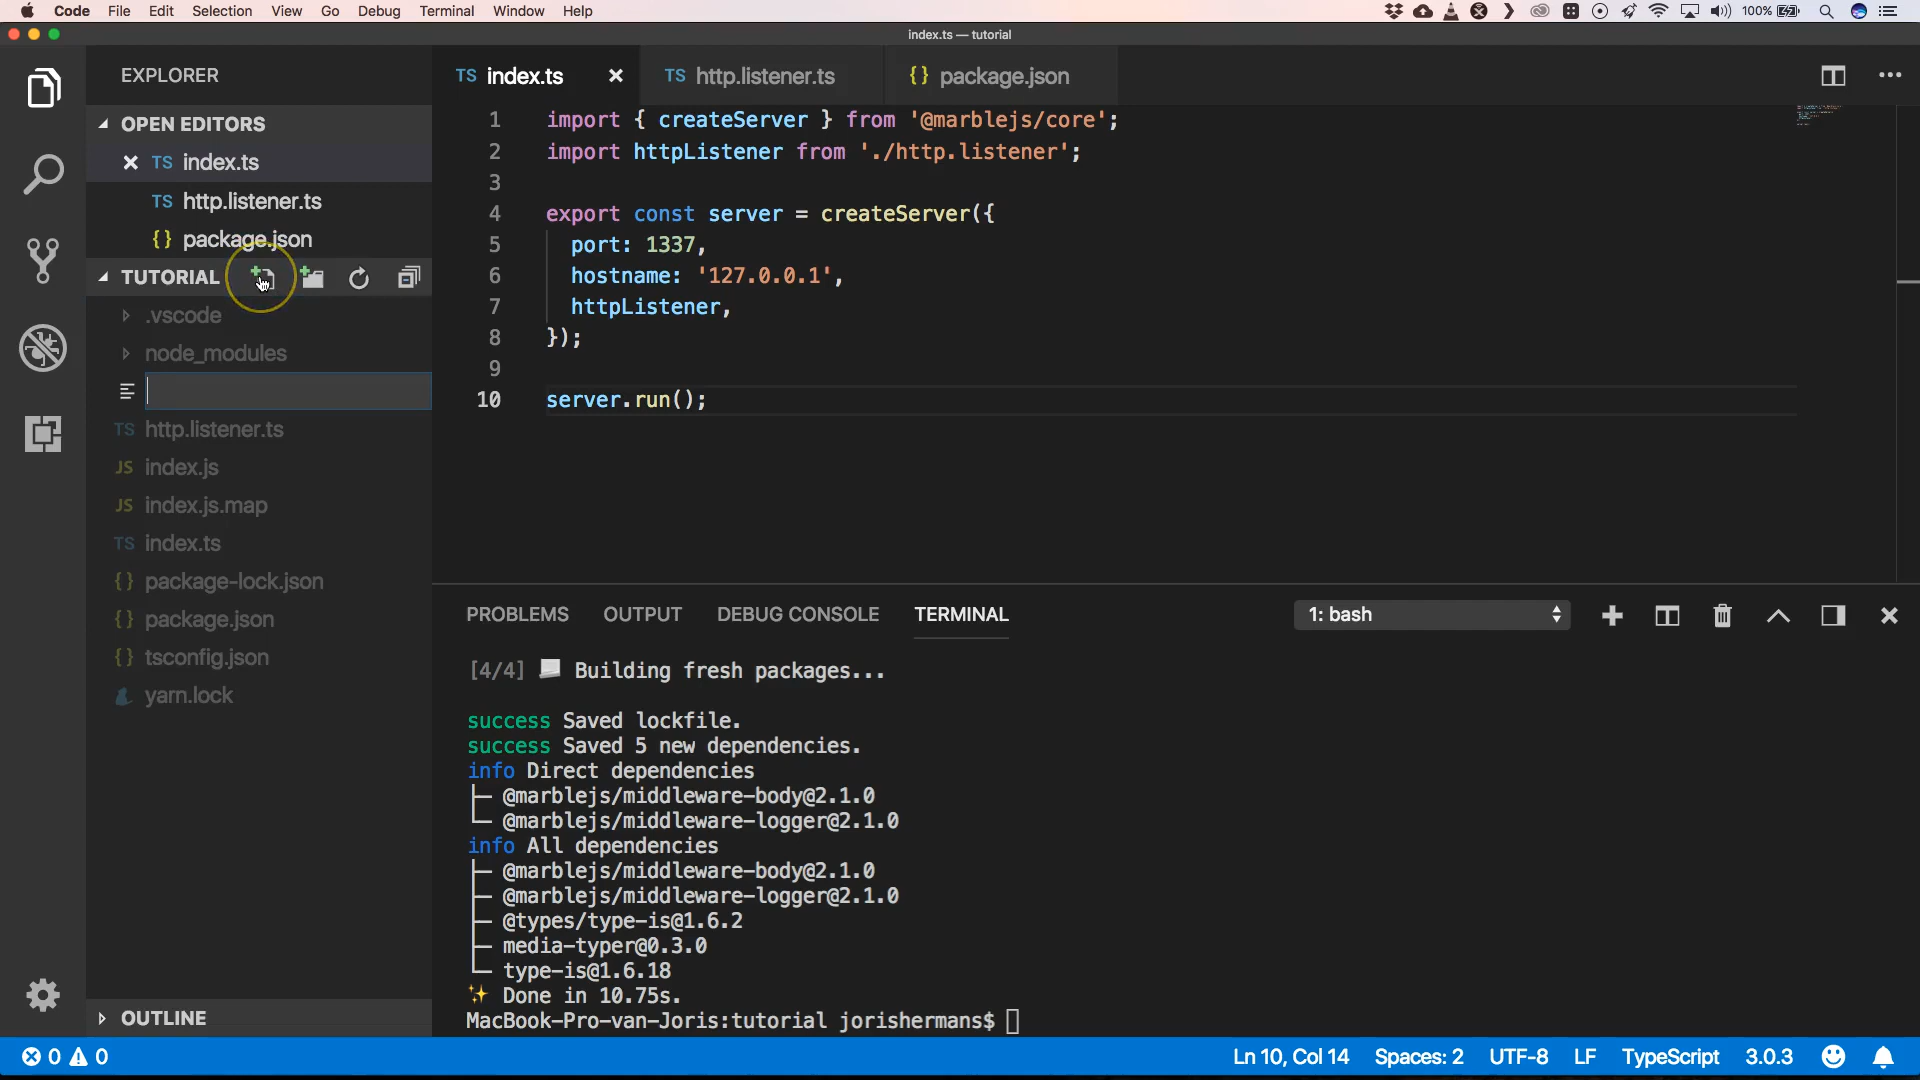 Code File Edit Selection View Go Debug Terminal Window Help
100%
index.ts — tutorial
EXPLORER
OPEN EDITORS
TS index.ts
TS http.listener.ts
{} package.json
TUTORIAL
.vscode
node_modules
TS http.listener.ts
JS index.js
JS index.js.map
TS index.ts
{} package-lock.json
{} package.json
{} tsconfig.json
yarn.lock
OUTLINE
TS index.ts
TS http.listener.ts
{} package.json
1 import { createServer } from '@marblejs/core';
2 import httpListener from './http.listener';
3
4 export const server = createServer({
5 port: 1337,
6 hostname: '127.0.0.1',
7 httpListener,
8 });
9
10 server.run();
PROBLEMS OUTPUT DEBUG CONSOLE TERMINAL
1: bash
[4/4] Building fresh packages...
success Saved lockfile.
success Saved 5 new dependencies.
info Direct dependencies
├─ @marblejs/middleware-body@2.1.0
└─ @marblejs/middleware-logger@2.1.0
info All dependencies
├─ @marblejs/middleware-body@2.1.0
├─ @marblejs/middleware-logger@2.1.0
├─ @types/type-is@1.6.2
├─ media-typer@0.3.0
└─ type-is@1.6.18
✨ Done in 10.75s.
MacBook-Pro-van-Joris:tutorial jorishermans$
0 0
Ln 10, Col 14 Spaces: 2 UTF-8 LF TypeScript 3.0.3